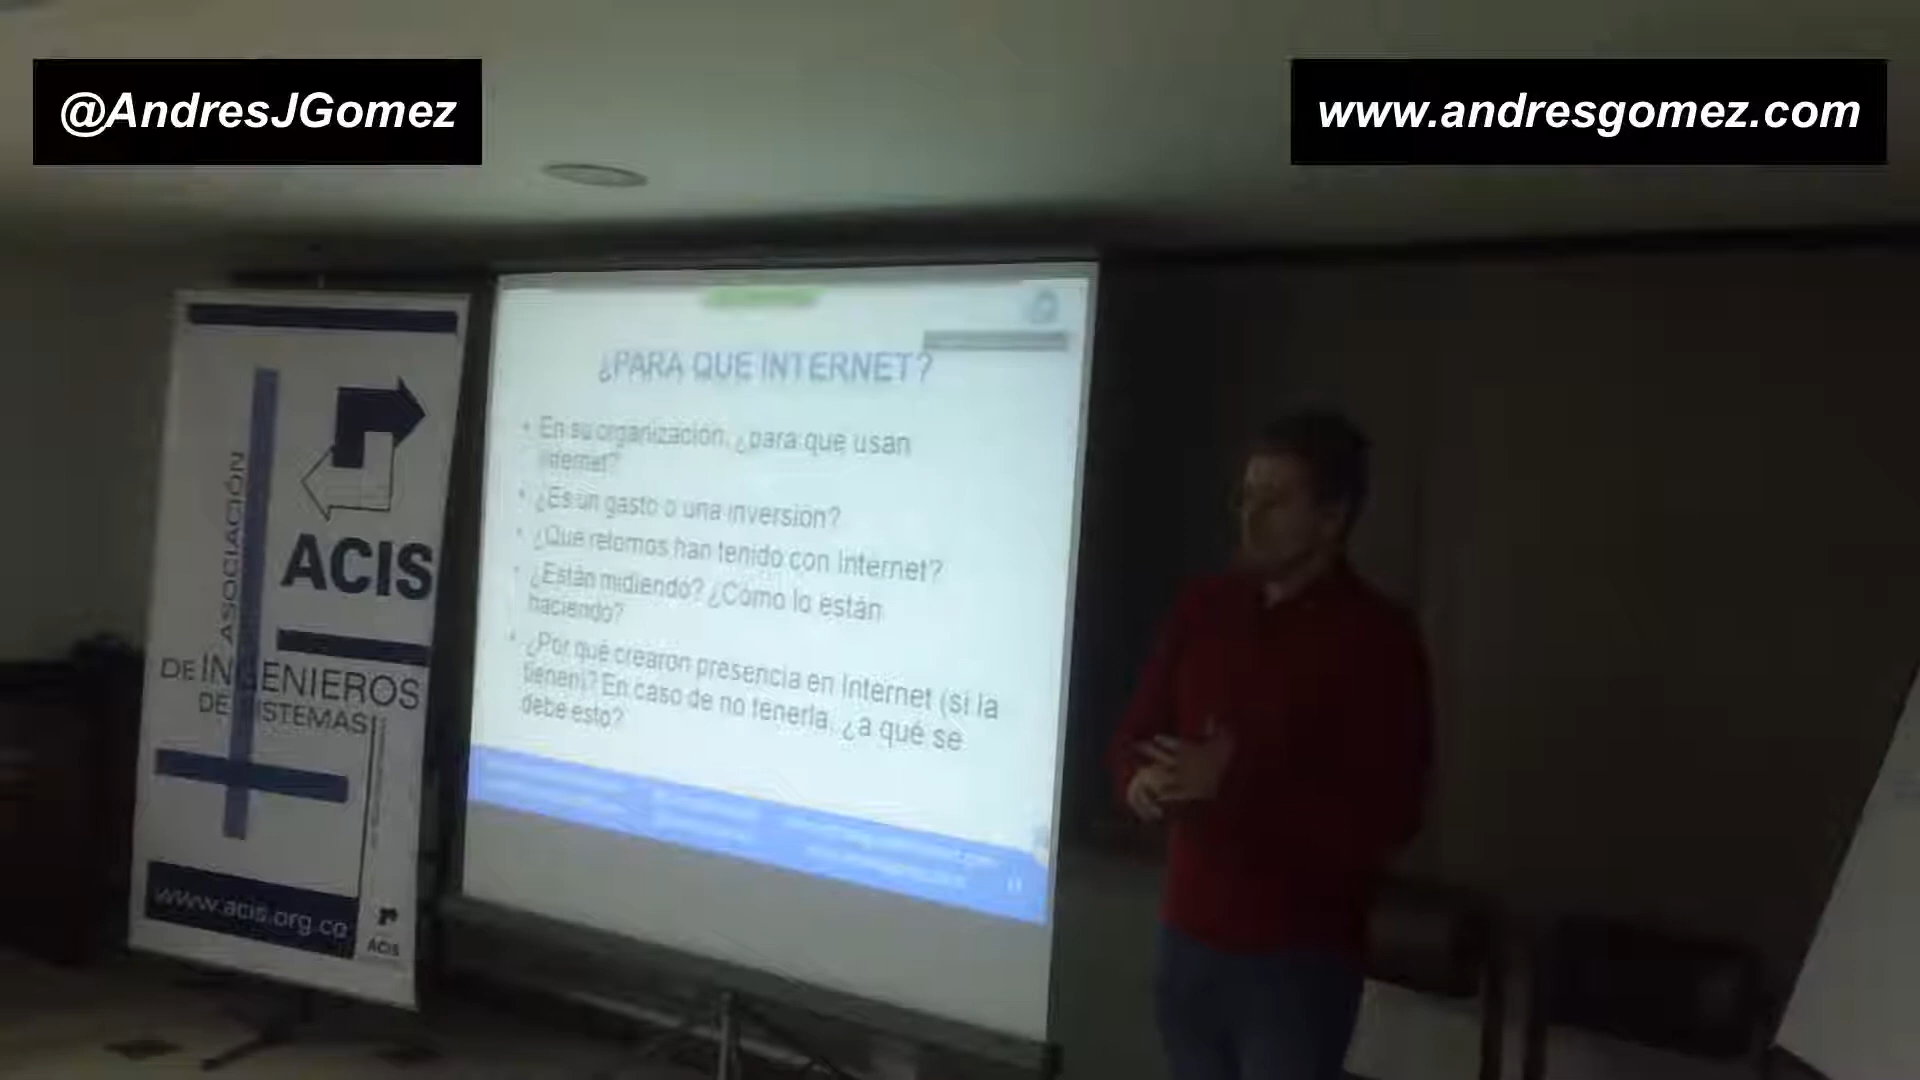 @AndresJGomez
www.andresgomez.com
¿PARA QUE INTERNET?
• En su organización, ¿para que usan
Internet?
• ¿Es un gasto o una inversión?
• ¿Que retornos han tenido con Internet?
• ¿Están midiendo? ¿Cómo lo están
haciendo?
• ¿Por qué crearon presencia en Internet (si la
tienen)? En caso de no tenerla, ¿a qué se
debe esto?
11
ACIS
ASOCIACIÓN
DE INGENIEROS
DE SISTEMAS
www.acis.org.co
ACIS